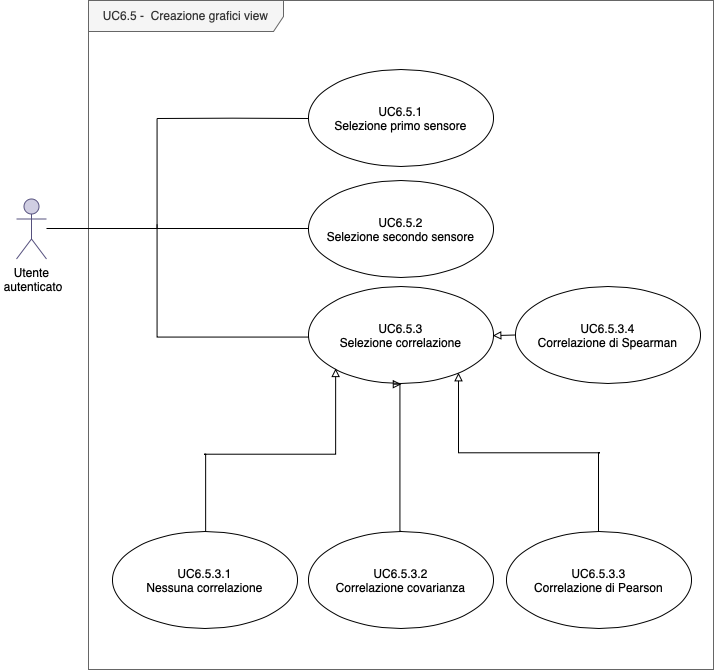 UC6.5 - Creazione grafici view
UC6.5.1
Selezione primo sensore
UC6.5.2
Selezione secondo sensore
Utente
autenticato
UC6.5.3
Selezione correlazione
UC6.5.3.4
Correlazione di Spearman
UC6.5.3.1
Nessuna correlazione
UC6.5.3.2
Correlazione covarianza
UC6.5.3.3
Correlazione di Pearson